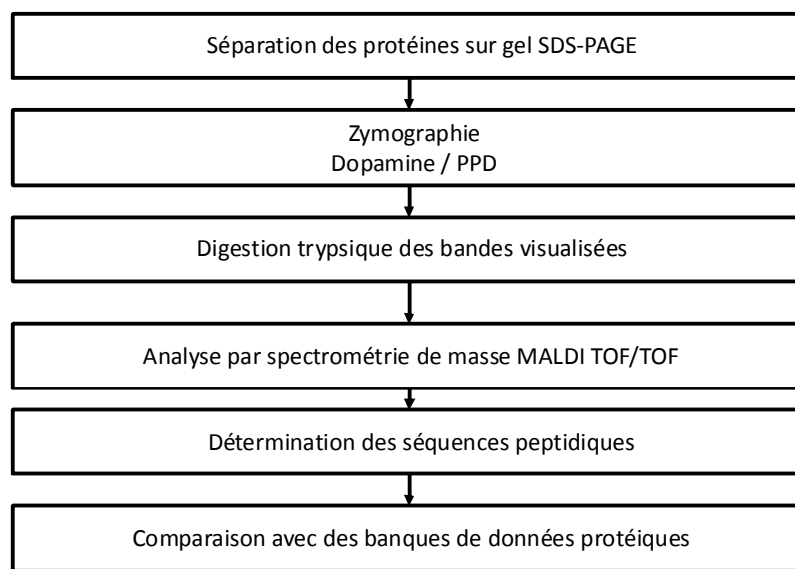 Séparation des protéines sur gel SDS-PAGE
Zymographie
Dopamine / PPD
Digestion trypsique des bandes visualisées
Analyse par spectrométrie de masse MALDI TOF/TOF
Détermination des séquences peptidiques
Comparaison avec des banques de données protéiques